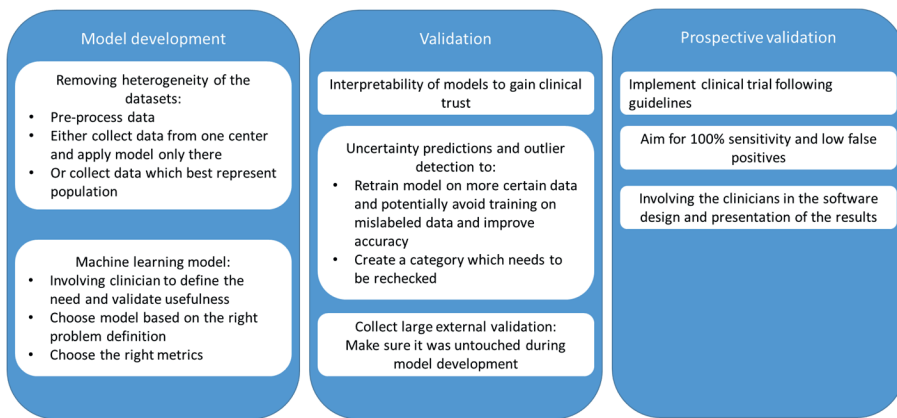 Model development
Removing heterogeneity of the
datasets:
• Pre-process data
• Either collect data from one center
and apply model only there
• Or collect data which best represent
population
Machine learning model:
• Involving clinician to define the
need and validate usefulness
• Choose model based on the right
problem definition
• Choose the right metrics
Validation
Interpretability of models to gain clinical
trust
Uncertainty predictions and outlier
detection to:
• Retrain model on more certain data
and potentially avoid training on
mislabeled data and improve
accuracy
• Create a category which needs to
be rechecked
Collect large external validation:
Make sure it was untouched during
model development
Prospective validation
Implement clinical trial following
guidelines
Aim for 100% sensitivity and low false
positives
Involving the clinicians in the software
design and presentation of the results